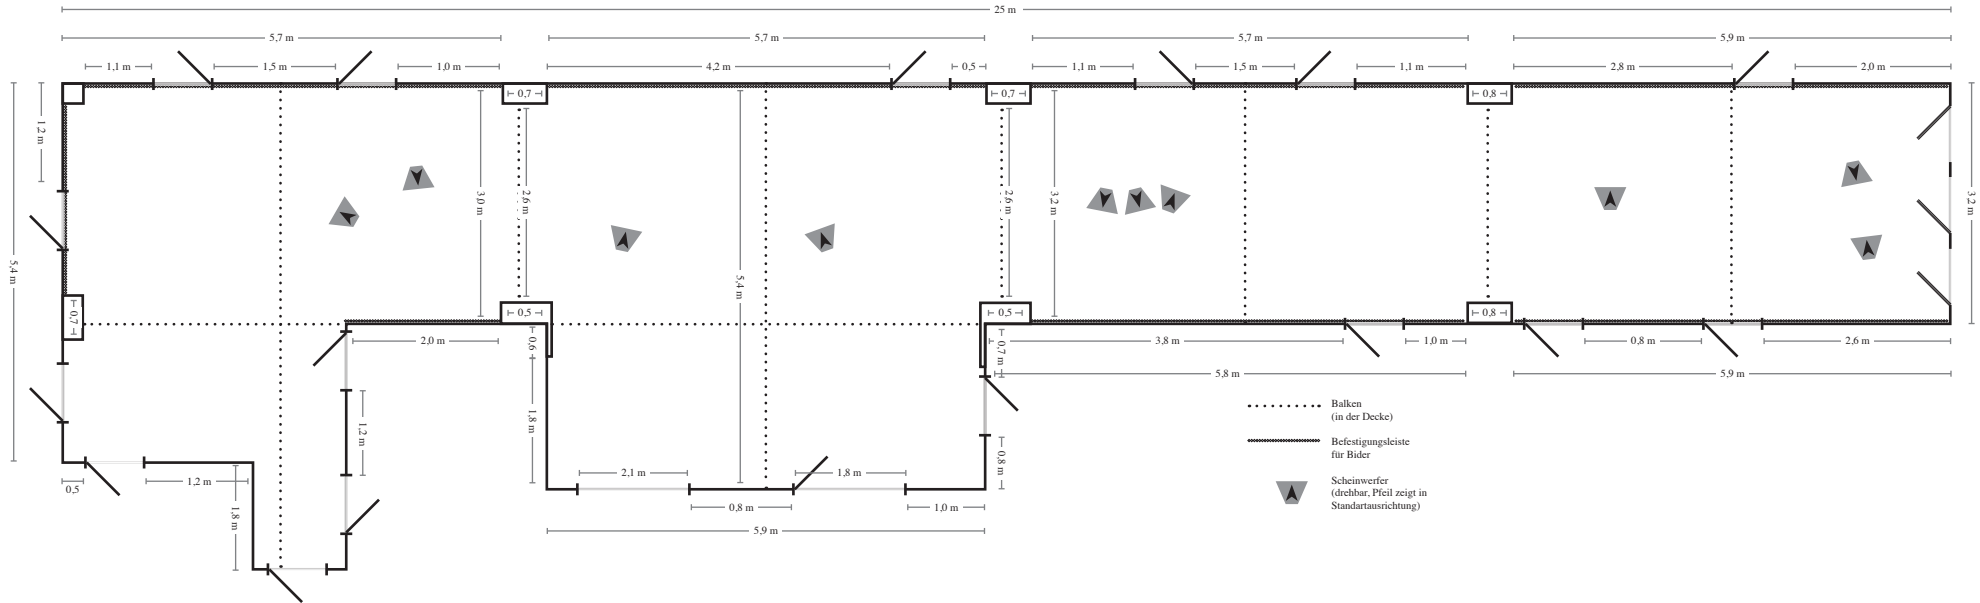 25 m
5,7 m
5,7 m
5,7 m
5,9 m
1,1 m
1,5 m
1,0 m
4,2 m
0,5
1,1 m
1,5 m
1,1 m
2,8 m
2,0 m
0,7
0,7
0,8
1,2 m
3,0 m
2,6 m
2,6 m
3,2 m
3,2 m
5,4 m
5,4 m
0,7
0,5
0,5
0,8
2,0 m
0,6
0,7 m
3,8 m
1,0 m
0,8 m
2,6 m
5,8 m
5,9 m
Balken
(in der Decke)
Befestigungsleiste
für Bider
Scheinwerfer
(drehbar, Pfeil zeigt in
Standartausrichtung)
1,2 m
1,8 m
0,8 m
2,1 m
1,8 m
0,5
1,2 m
1,8 m
0,8 m
1,0 m
5,9 m